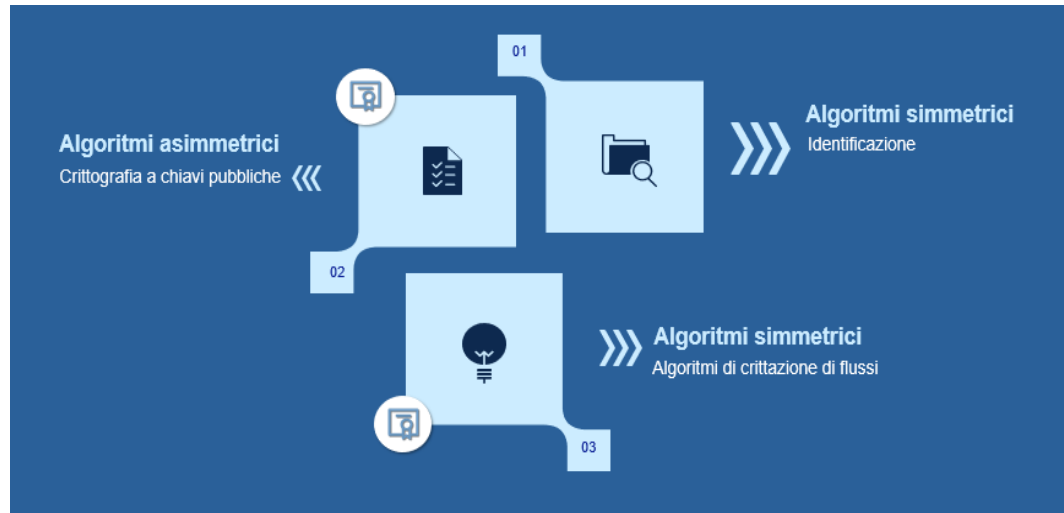 01
Algoritmi simmetrici
Identificazione
Algoritmi asimmetrici
Crittografia a chiavi pubbliche
02
Algoritmi simmetrici
Algoritmi di crittazione di flussi
03